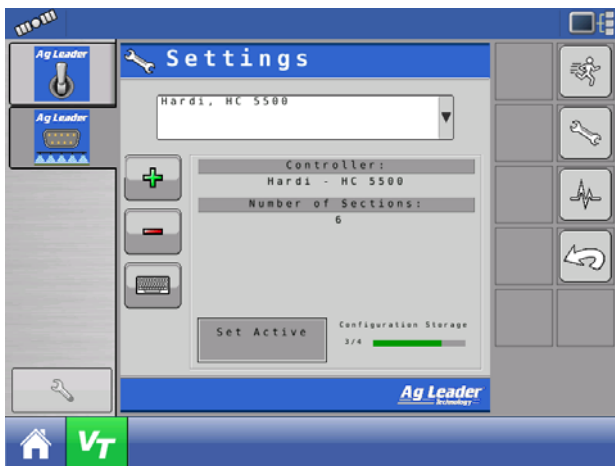 Ag Leader
Settings
Hardi, HC 5500
Ag Leader
Controller:
Hardi - HC 5500
Number of Sections:
6
Set Active
Configuration Storage
3/4
Ag Leader
Technology
VT